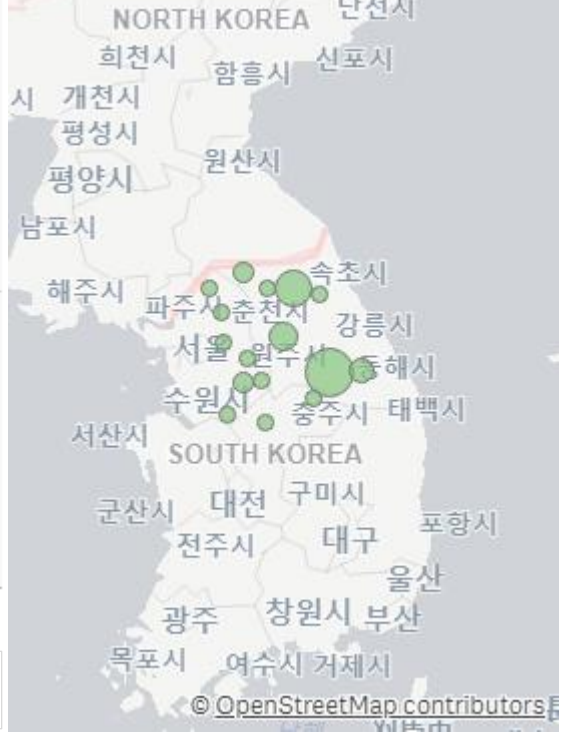 단천시
NORTH KOREA
희천시
함흥시
신포시
시
개천시
평성시
원산시
평양시
남포시
속초시
해주시
파주시
춘천시
강릉시
서울
원주시
동해시
수원시
충주시
태백시
서산시
SOUTH KOREA
구미시
대전
군산시
포항시
전주시
대구
울산
광주
창원시
부산
목포시
여수시
거제시
© OpenStreetMap contributors